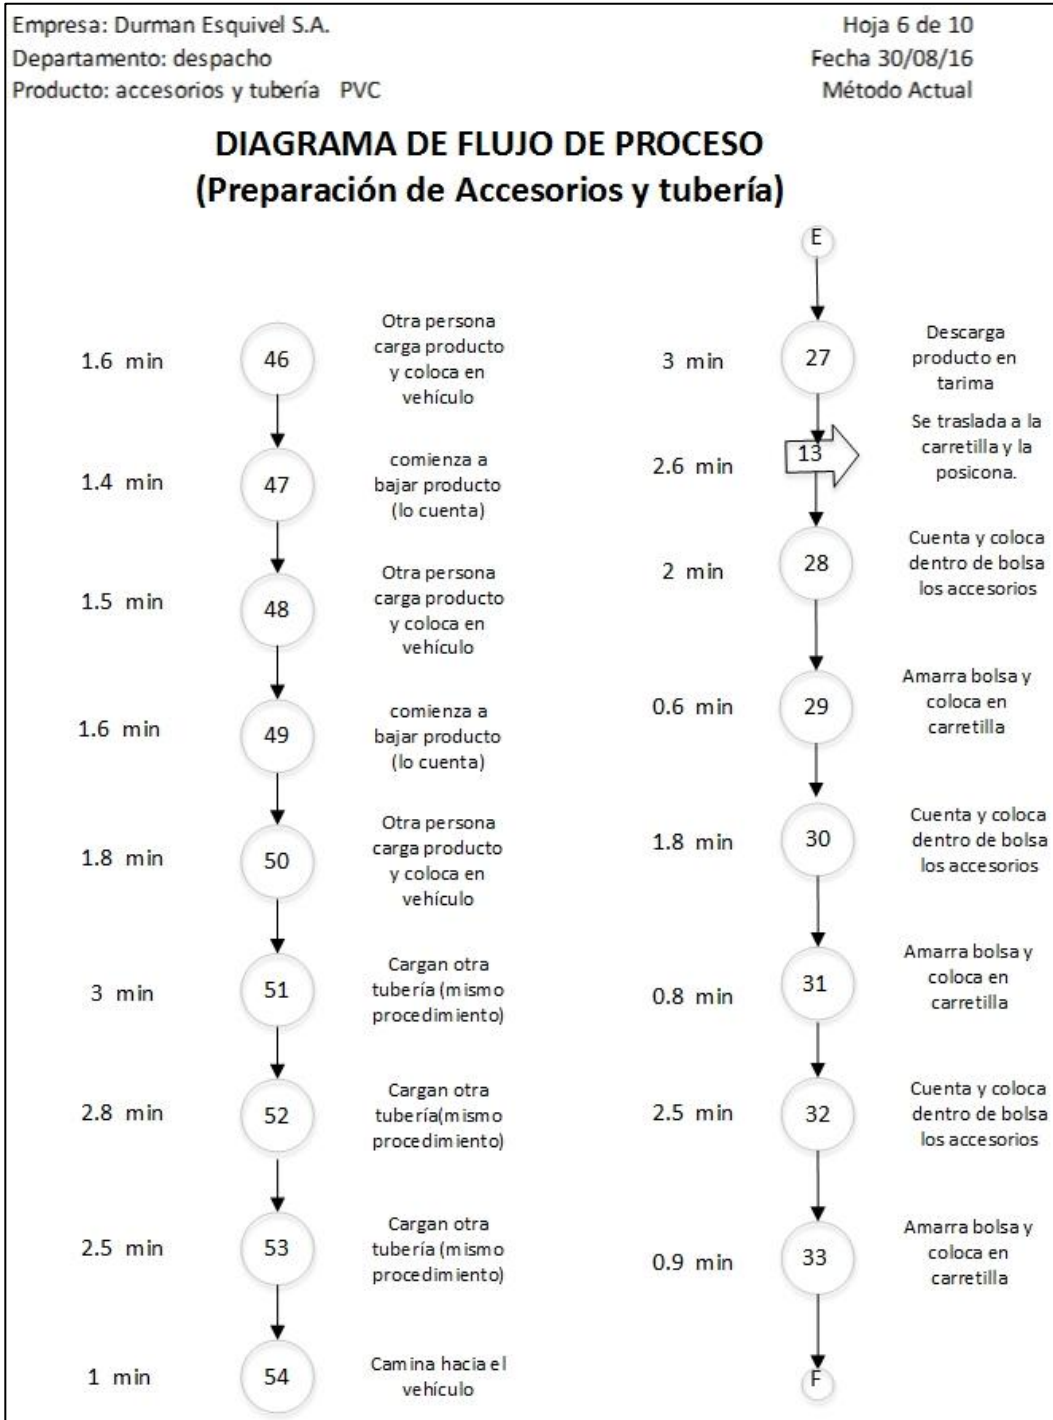 Empresa: Durman Esquivel S.A.
Hoja 6 de 10
Departamento: despacho
Fecha 30/08/16
Producto: accesorios y tubería PVC
Método Actual
DIAGRAMA DE FLUJO DE PROCESO
(Preparación de Accesorios y tubería)
1.6 min
46
Otra persona
carga producto
y coloca en
vehículo
1.4 min
47
comienza a
bajar producto
(lo cuenta)
1.5 min
48
Otra persona
carga producto
y coloca en
vehículo
1.6 min
49
comienza a
bajar producto
(lo cuenta)
1.8 min
50
Otra persona
carga producto
y coloca en
vehículo
3 min
51
Cargan otra
tubería (mismo
procedimiento)
2.8 min
52
Cargan otra
tubería(mismo
procedimiento)
2.5 min
53
Cargan otra
tubería (mismo
procedimiento)
1 min
54
Camina hacia el
vehículo
E
3 min
27
Descarga
producto en
tarima
2.6 min
13
Se traslada a la
carretilla y la
posicona.
2 min
28
Cuenta y coloca
dentro de bolsa
los accesorios
0.6 min
29
Amarra bolsa y
coloca en
carretilla
1.8 min
30
Cuenta y coloca
dentro de bolsa
los accesorios
0.8 min
31
Amarra bolsa y
coloca en
carretilla
2.5 min
32
Cuenta y coloca
dentro de bolsa
los accesorios
0.9 min
33
Amarra bolsa y
coloca en
carretilla
F